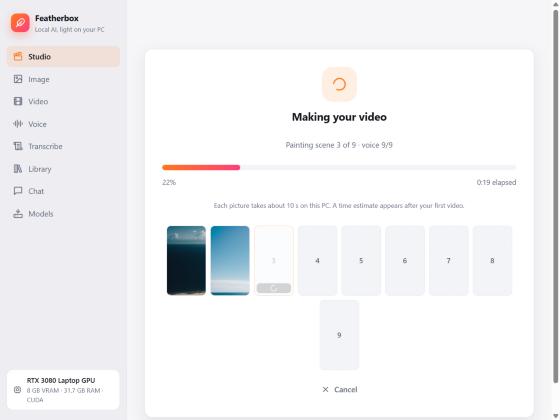 Featherbox
Local AI, light on your PC
Studio
Image
Video
Voice
Transcribe
Library
Chat
Models
RTX 3080 Laptop GPU
8 GB VRAM · 31.7 GB RAM ·
CUDA
Making your video
Painting scene 3 of 9 · voice 9/9
22%
0:19 elapsed
Each picture takes about 10 s on this PC. A time estimate appears after your first video.
3
4
5
6
7
8
9
Cancel